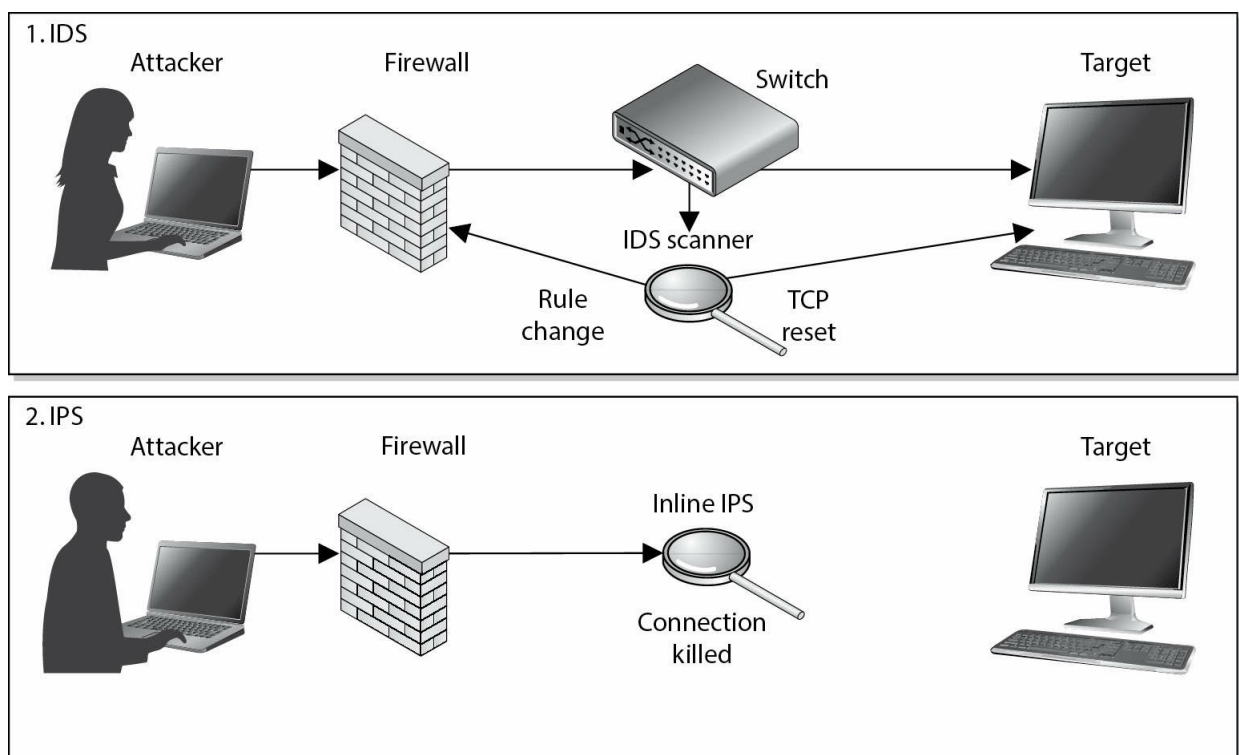 1. IDS
Attacker
Firewall
Switch
Target
IDS scanner
Rule
change
TCP
reset
2. IPS
Attacker
Firewall
Target
Inline IPS
Connection
killed